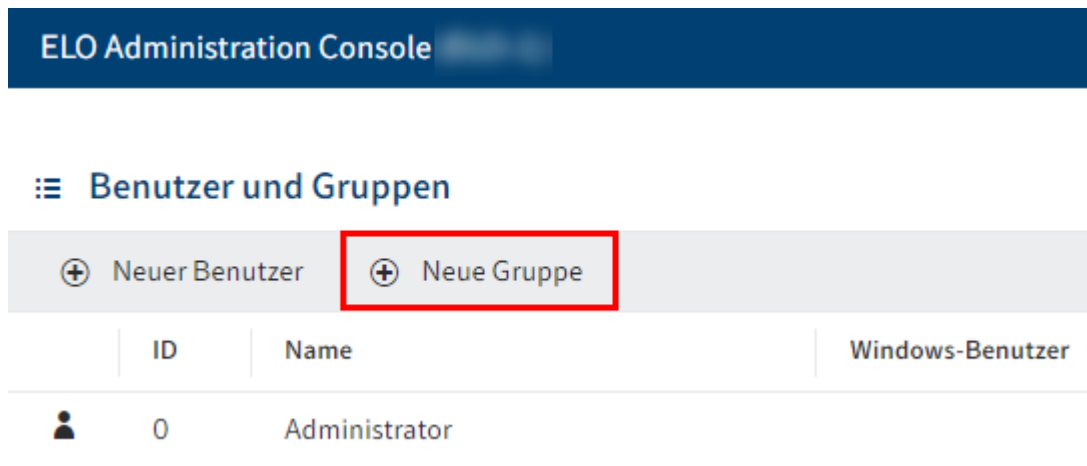 ELO Administration Console
Benutzer und Gruppen
Neuer Benutzer Neue Gruppe
ID Name Windows-Benutzer
0 Administrator